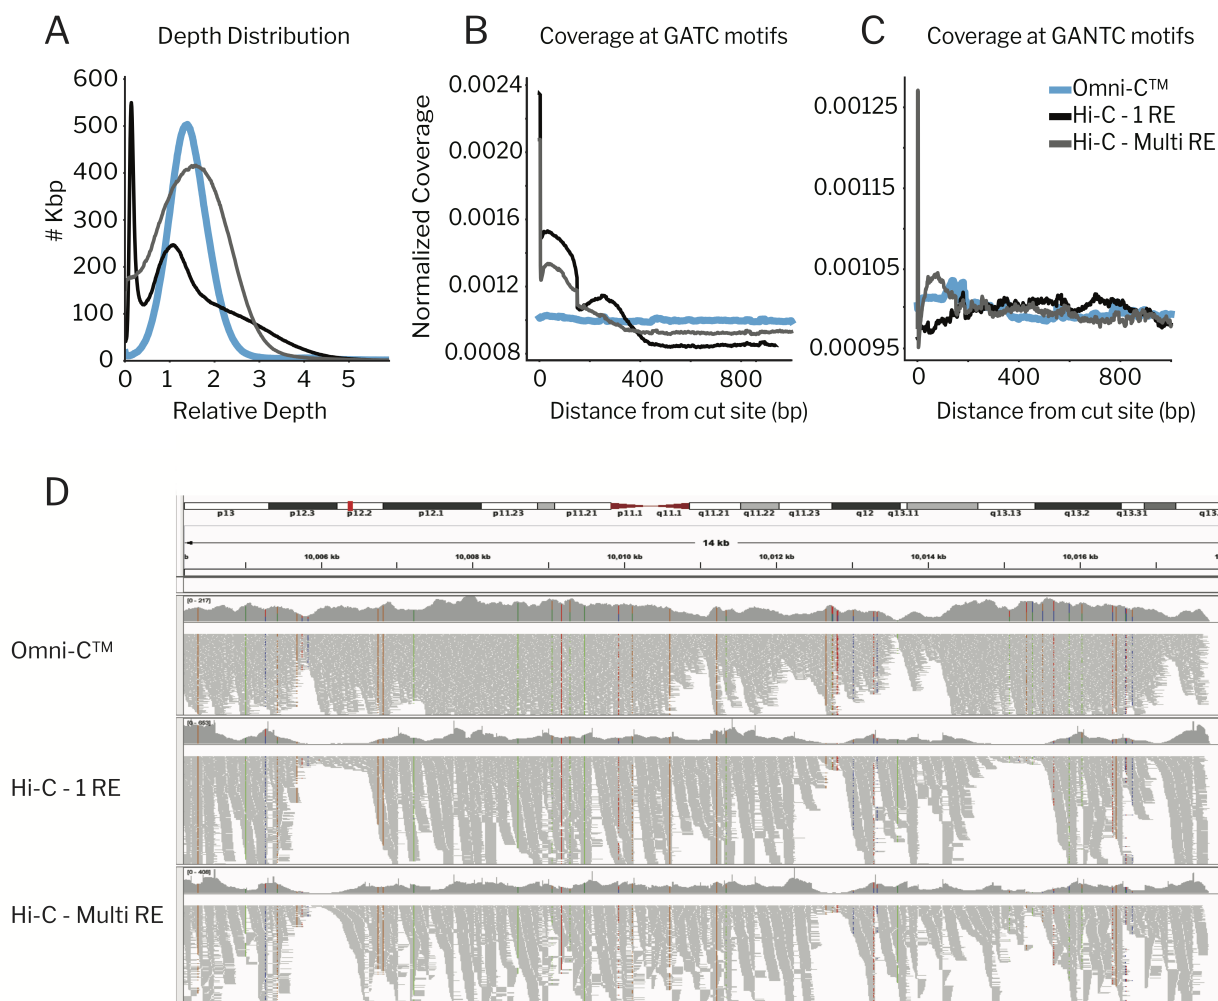 A Depth Distribution
600
500
400
300
200
100
0
# Kbp
0 1 2 3 4 5
Relative Depth
B Coverage at GATC motifs
0.0024
0.0020
0.0016
0.0012
0.0008
Normalized Coverage
0 400 800
Distance from cut site (bp)
C Coverage at GANTC motifs
0.00125
0.00115
0.00105
0.00095
Omni-C™
Hi-C - 1 RE
Hi-C - Multi RE
0 400 800
Distance from cut site (bp)
D
p13 p12.3 p12.2 p12.1 p11.23 p11.21 p11.1 q11.1 q11.21 q11.22 q11.23 q12 q13.11 q13.13 q13.2 q13.31
14 kb
10,006 kb 10,008 kb 10,010 kb 10,012 kb 10,014 kb 10,016 kb
[0 - 217]
Omni-C™
Hi-C - 1 RE
Hi-C - Multi RE